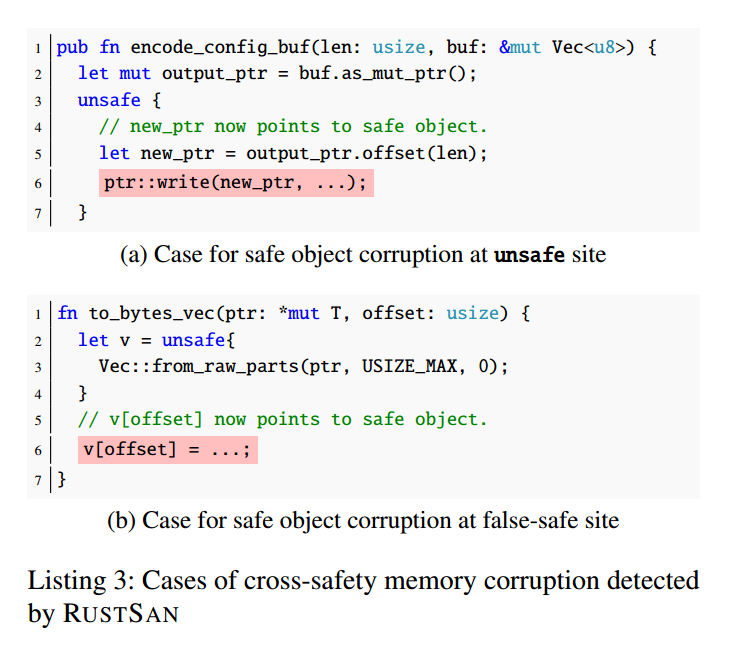 1 pub fn encode_config_buf(len: usize, buf: &mut Vec<u8>) {
2 let mut output_ptr = buf.as_mut_ptr();
3 unsafe {
4 // new_ptr now points to safe object.
5 let new_ptr = output_ptr.offset(len);
6 ptr::write(new_ptr, ...);
7 }
(a) Case for safe object corruption at unsafe site
1 fn to_bytes_vec(ptr: *mut T, offset: usize) {
2 let v = unsafe{
3 Vec::from_raw_parts(ptr, USIZE_MAX, 0);
4 }
5 // v[offset] now points to safe object.
6 v[offset] = ...;
7 }
(b) Case for safe object corruption at false-safe site
Listing 3: Cases of cross-safety memory corruption detected
by RUSTSAN